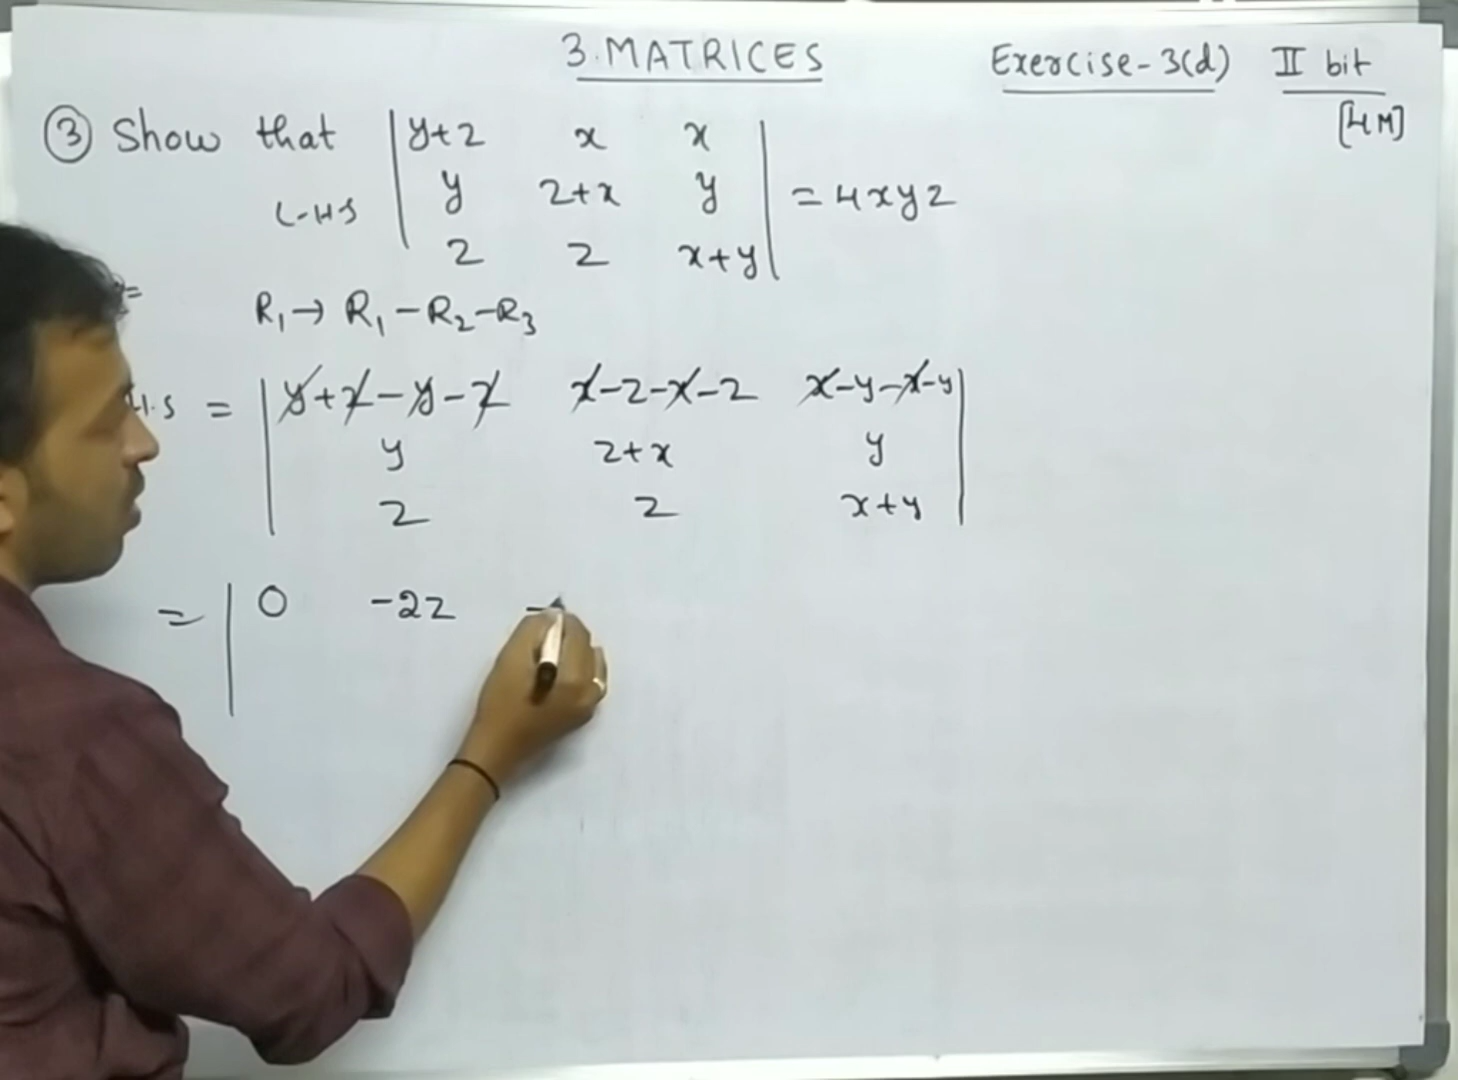 3. MATRICES Exercise-3(d) II bit
[4M]
③ Show that | y+z x x |
L-H-S | y z+x y | = 4xyz
| z z x+y |
R₁ → R₁ - R₂ - R₃
H.S = | y+z-y-z x-z-x-z x-y-x-y |
| y z+x y |
| z z x+y |
= | 0 -2z -